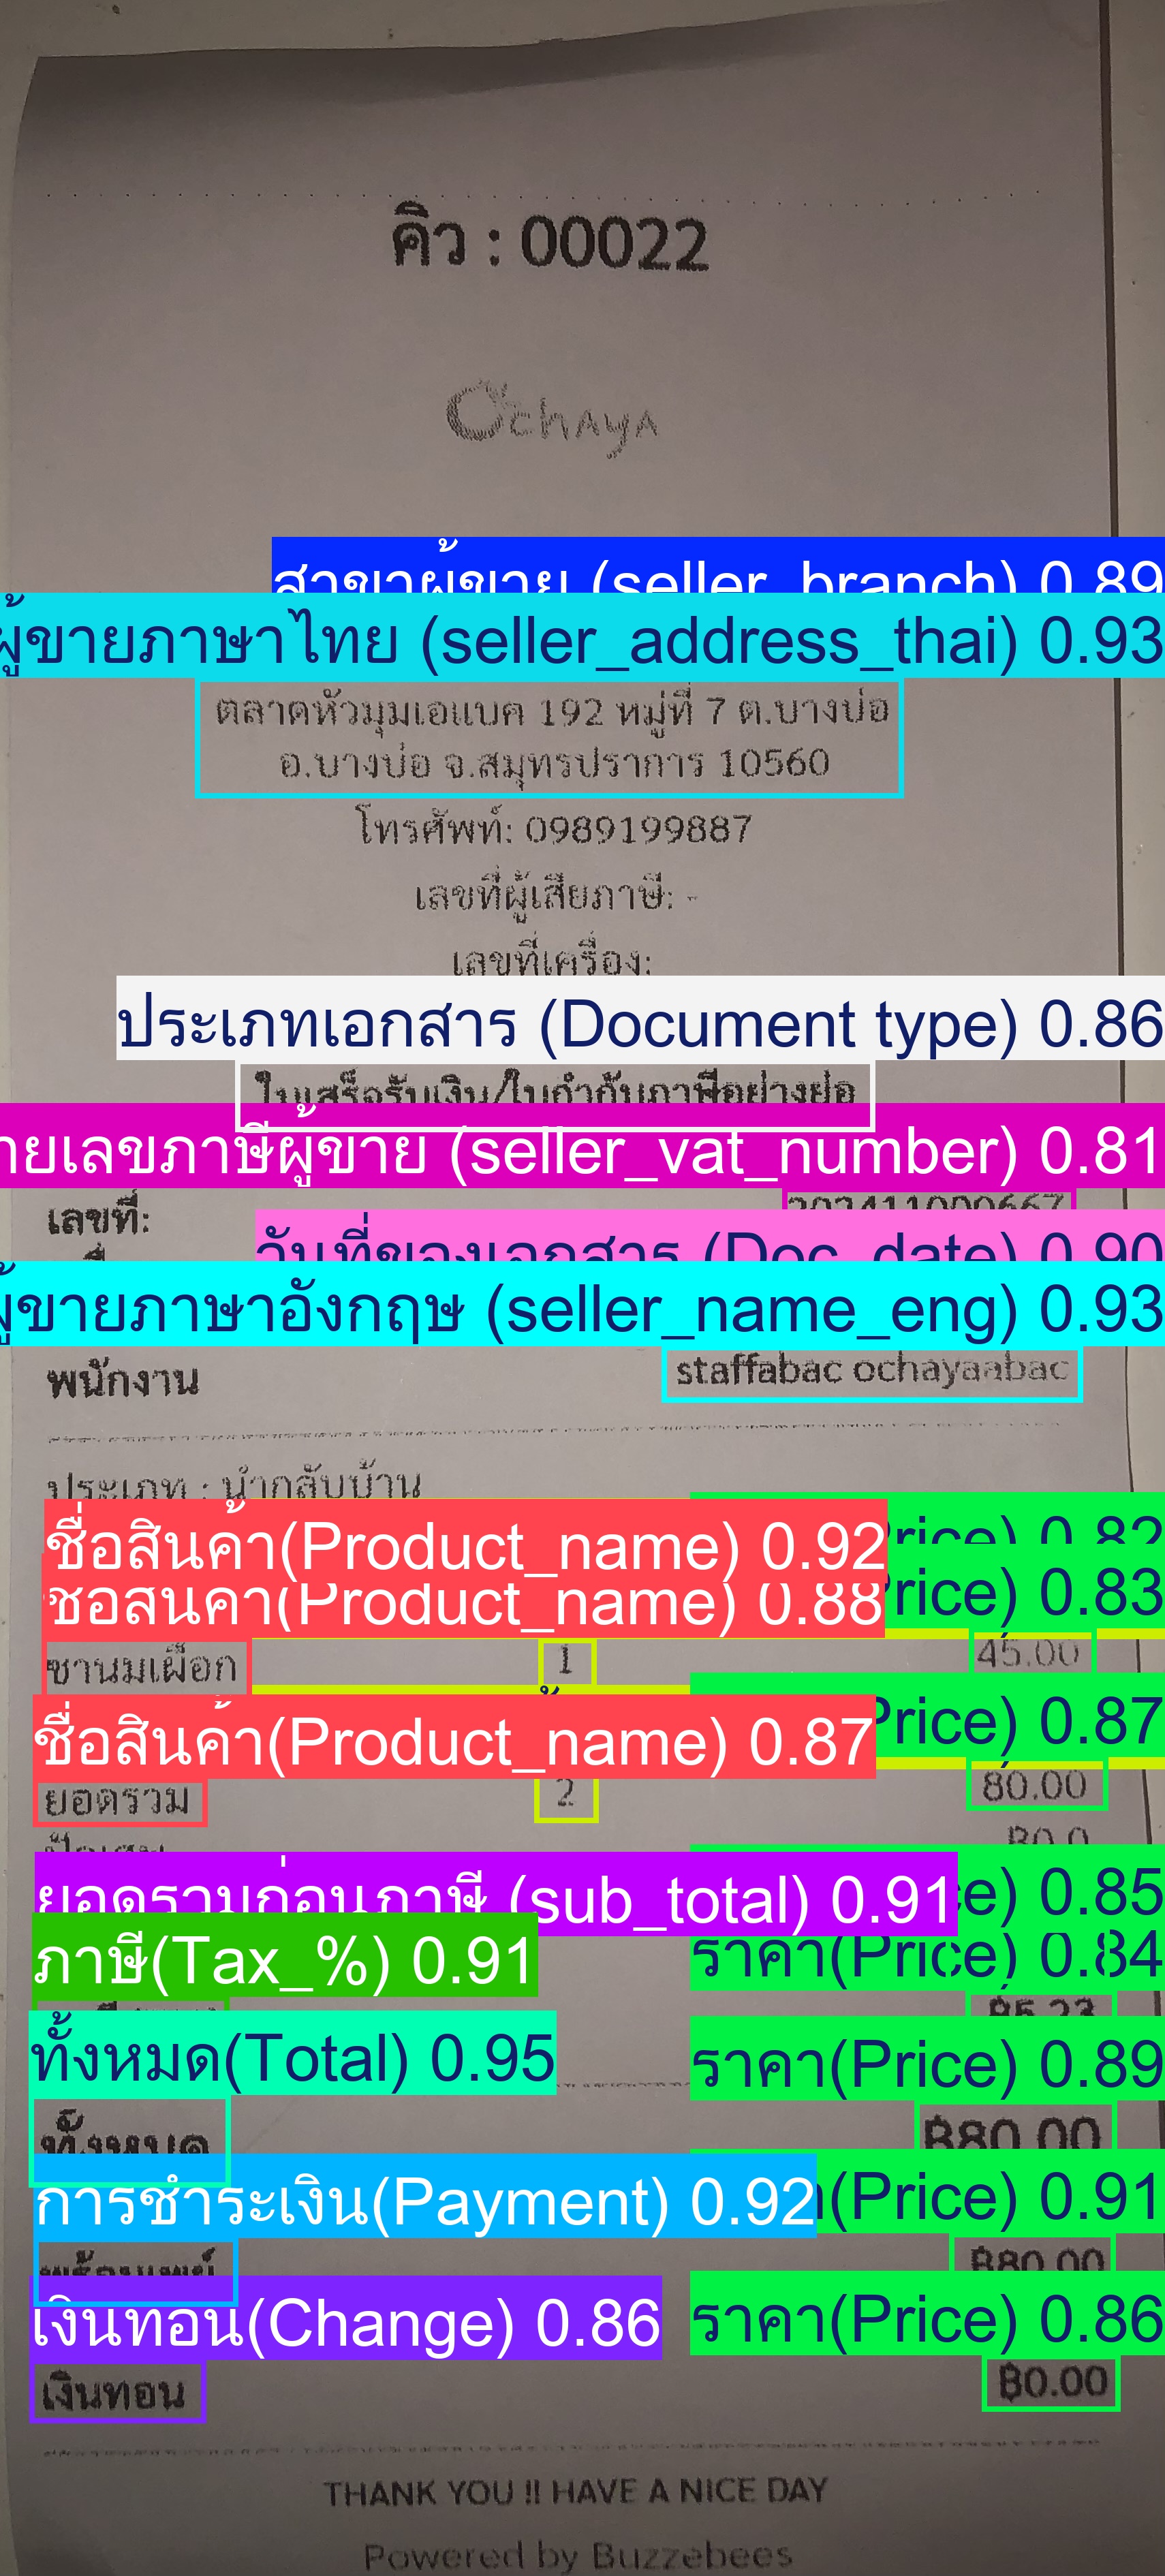 คิว : 00022
O'chaya
สาขาผู้ขาย (seller_branch) 0.89
ผู้ขายภาษาไทย (seller_address_thai) 0.93
ตลาดหัวมุมเอแบค 192 หมู่ที่ 7 ต.บางบ่อ
อ.บางบ่อ จ.สมุทรปราการ 10560
โทรศัพท์: 0989199887
เลขที่ผู้เสียภาษี: -
เลขที่เครื่อง:
ประเภทเอกสาร (Document type) 0.86
ใบเสร็จรับเงิน/ใบกำกับภาษีอย่างย่อ
ายเลขภาษีผู้ขาย (seller_vat_number) 0.81
เลขที่: 202411000667
วันที่ของเอกสาร (Doc_date) 0.90
ผู้ขายภาษาอังกฤษ (seller_name_eng) 0.93
พนักงาน staffabac ochayaabac
ประเภท : นำกลับบ้าน
rice) 0.82
ชื่อสินค้า(Product_name) 0.92
ชื่อสินค้า(Product_name) 0.88 rice) 0.83
ชานมเผือก 1 45.00
ชื่อสินค้า(Product_name) 0.87 Price) 0.87
ยอดรวม 2 80.00
฿0.0
ยอดรวมก่อนภาษี (sub_total) 0.91 ce) 0.85
ภาษี(Tax_%) 0.91 ราคา(Price) 0.84
฿5.23
ทั้งหมด(Total) 0.95 ราคา(Price) 0.89
ทั้งหมด ฿80.00
การชำระเงิน(Payment) 0.92 (Price) 0.91
พร้อมเพย์ ฿80.00
เงินทอน(Change) 0.86 ราคา(Price) 0.86
เงินทอน ฿0.00
THANK YOU !! HAVE A NICE DAY
Powered by Buzzebees